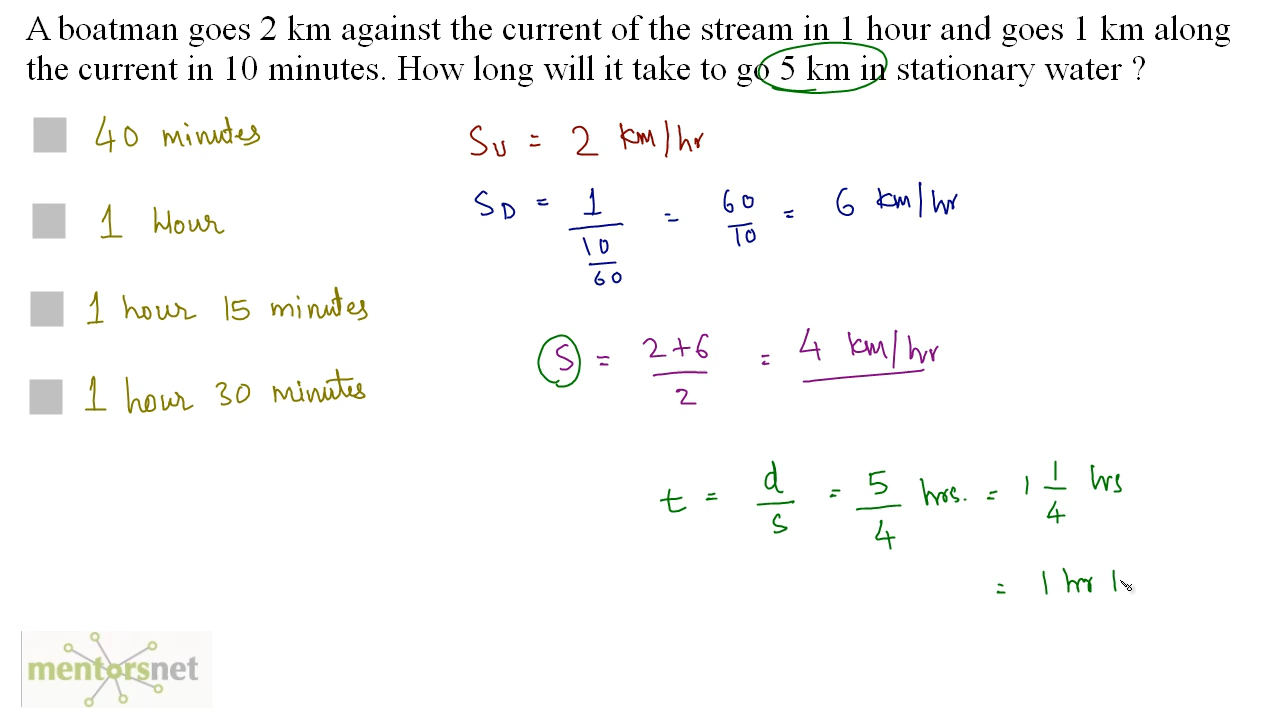 A boatman goes 2 km against the current of the stream in 1 hour and goes 1 km along
the current in 10 minutes. How long will it take to go 5 km in stationary water ?
40 minutes
1 Hour
1 hour 15 minutes
1 hour 30 minutes
SU = 2 km/hr
SD = 1/(10/60) = 60/10 = 6 km/hr
S = (2+6)/2 = 4 km/hr
t = d/s = 5/4 hrs. = 1 1/4 hrs
= 1 hr 1
mentorsnet